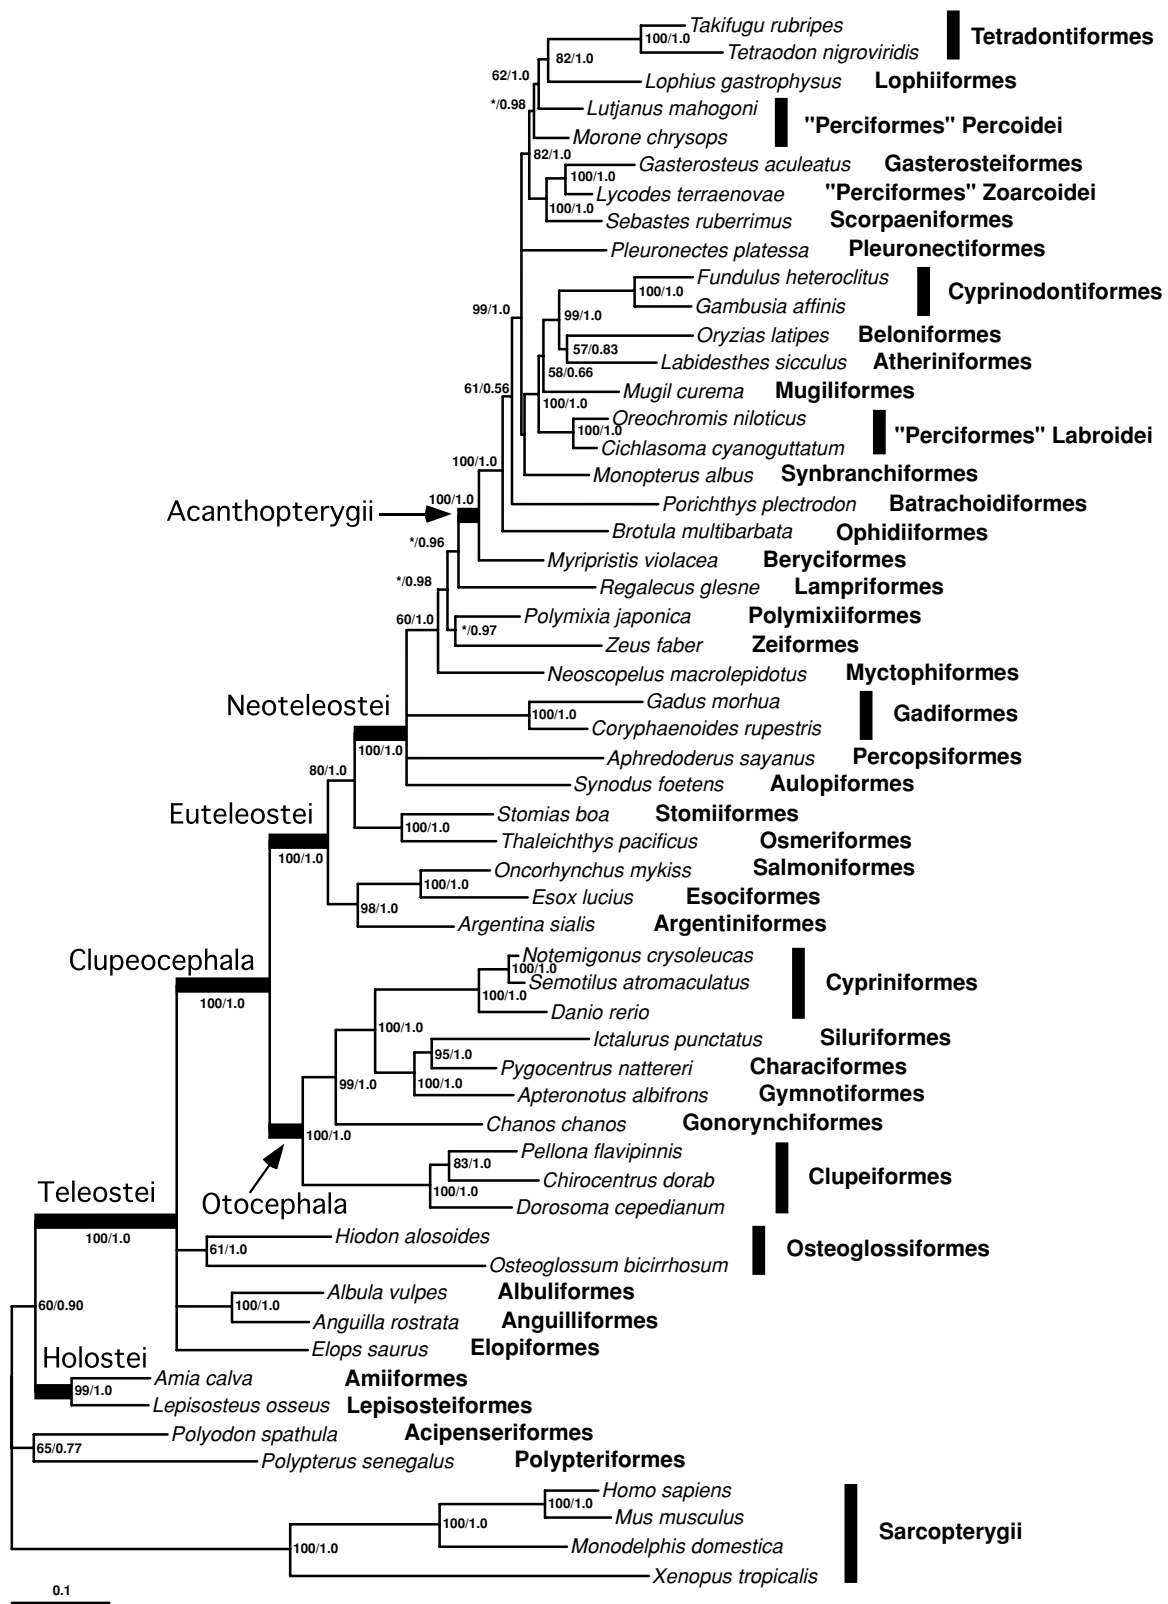 Takifugu rubripes
100/1.0
Tetradontiformes
Tetraodon nigroviridis
82/1.0
62/1.0
Lophius gastrophysus Lophiiformes
*/0.98
Lutjanus mahogoni
"Perciformes" Percoidei
Morone chrysops
82/1.0
Gasterosteus aculeatus Gasterosteiformes
100/1.0
Lycodes terraenovae "Perciformes" Zoarcoidei
100/1.0
Sebastes ruberrimus Scorpaeniformes
Pleuronectes platessa Pleuronectiformes
Fundulus heteroclitus
100/1.0
Cyprinodontiformes
Gambusia affinis
99/1.0
99/1.0
Oryzias latipes Beloniformes
57/0.83
Labidesthes sicculus Atheriniformes
58/0.66
61/0.56
Mugil curema Mugiliformes
100/1.0
Oreochromis niloticus
100/1.0
"Perciformes" Labroidei
Cichlasoma cyanoguttatum
100/1.0
Monopterus albus Synbranchiformes
100/1.0
Porichthys plectrodon Batrachoidiformes
Acanthopterygii
Brotula multibarbata Ophidiiformes
*/0.96
Myripristis violacea Beryciformes
*/0.98
Regalecus glesne Lampriformes
60/1.0
Polymixia japonica Polymixiiformes
*/0.97
Zeus faber Zeiformes
Neoscopelus macrolepidotus Myctophiformes
Neoteleostei
Gadus morhua
100/1.0
Gadiformes
Coryphaenoides rupestris
100/1.0
Aphredoderus sayanus Percopsiformes
80/1.0
Synodus foetens Aulopiformes
Euteleostei
Stomias boa Stomiiformes
100/1.0
Thaleichthys pacificus Osmeriformes
100/1.0
Oncorhynchus mykiss Salmoniformes
100/1.0
Esox lucius Esociformes
98/1.0
Argentina sialis Argentiniformes
Clupeocephala
Notemigonus crysoleucas
100/1.0
Semotilus atromaculatus
Cypriniformes
100/1.0
100/1.0
Danio rerio
100/1.0
Ictalurus punctatus Siluriformes
95/1.0
Pygocentrus nattereri Characiformes
99/1.0
100/1.0
Apteronotus albifrons Gymnotiformes
Chanos chanos Gonorynchiformes
100/1.0
Pellona flavipinnis
83/1.0
Chirocentrus dorab
Clupeiformes
100/1.0
Teleostei
Otocephala
Dorosoma cepedianum
100/1.0
Hiodon alosoides
61/1.0
Osteoglossiformes
Osteoglossum bicirrhosum
Albula vulpes Albuliformes
60/0.90
100/1.0
Anguilla rostrata Anguilliformes
Elops saurus Elopiformes
Holostei
Amia calva Amiiformes
99/1.0
Lepisosteus osseus Lepisosteiformes
Polyodon spathula Acipenseriformes
65/0.77
Polypterus senegalus Polypteriformes
Homo sapiens
100/1.0
Mus musculus
100/1.0
Sarcopterygii
Monodelphis domestica
100/1.0
Xenopus tropicalis
0.1